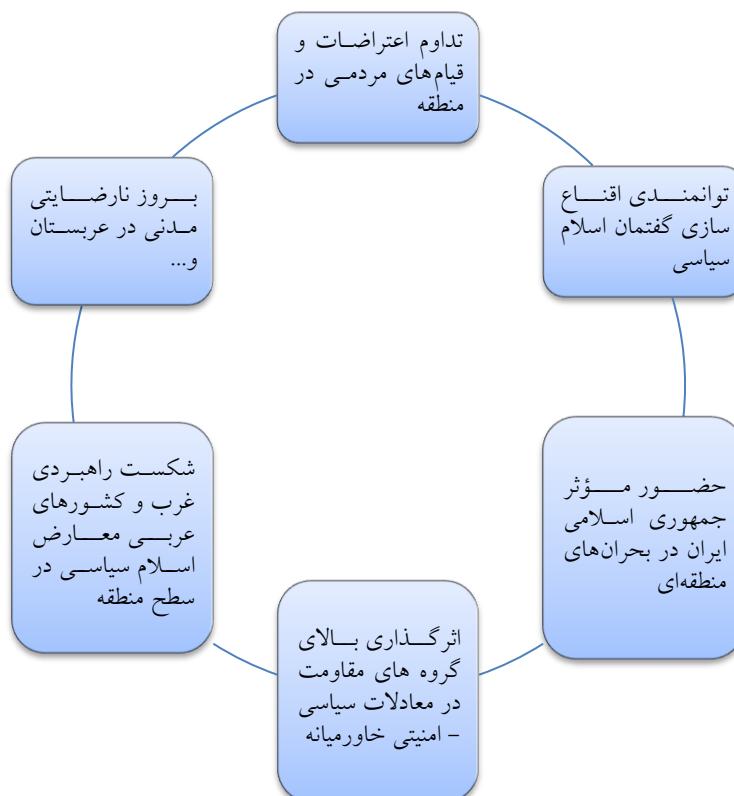 تداوم اعتراضات و
قیام‌های مردمی در
منطقه
توانمندی اقناع
سازی گفتمان اسلام
سیاسی
حضور مؤثر
جمهوری اسلامی
ایران در بحران‌های
منطقه‌ای
اثرگذاری بالای
گروه های مقاومت
در معادلات سیاسی
– امنیتی خاورمیانه
شکست راهبردی
غرب و کشورهای
عربی معارض
اسلام سیاسی در
سطح منطقه
بروز نارضایتی
مدنی در عربستان
و...